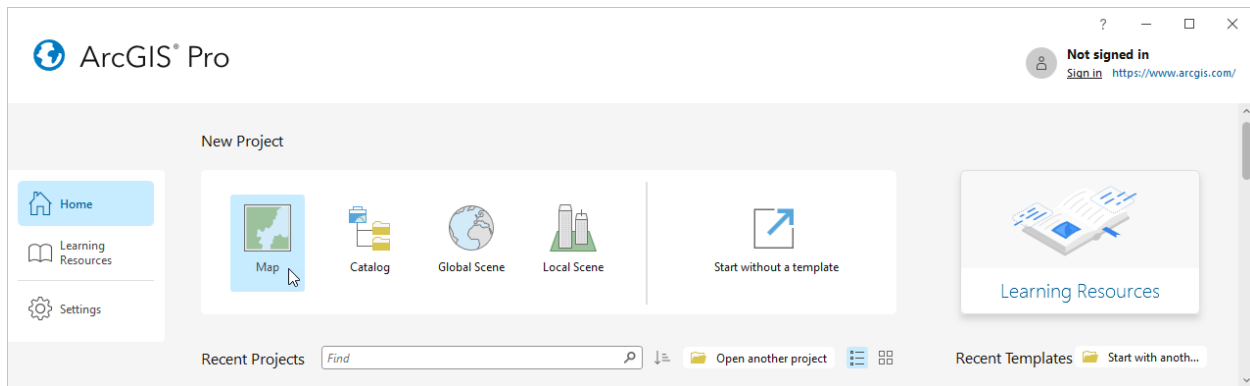 ?
ArcGIS® Pro
Not signed in
Sign in https://www.arcgis.com/
New Project
Home
Learning
Resources
Settings
Map
Catalog
Global Scene
Local Scene
Start without a template
Learning Resources
Recent Projects
Find
Open another project
Recent Templates
Start with anoth...